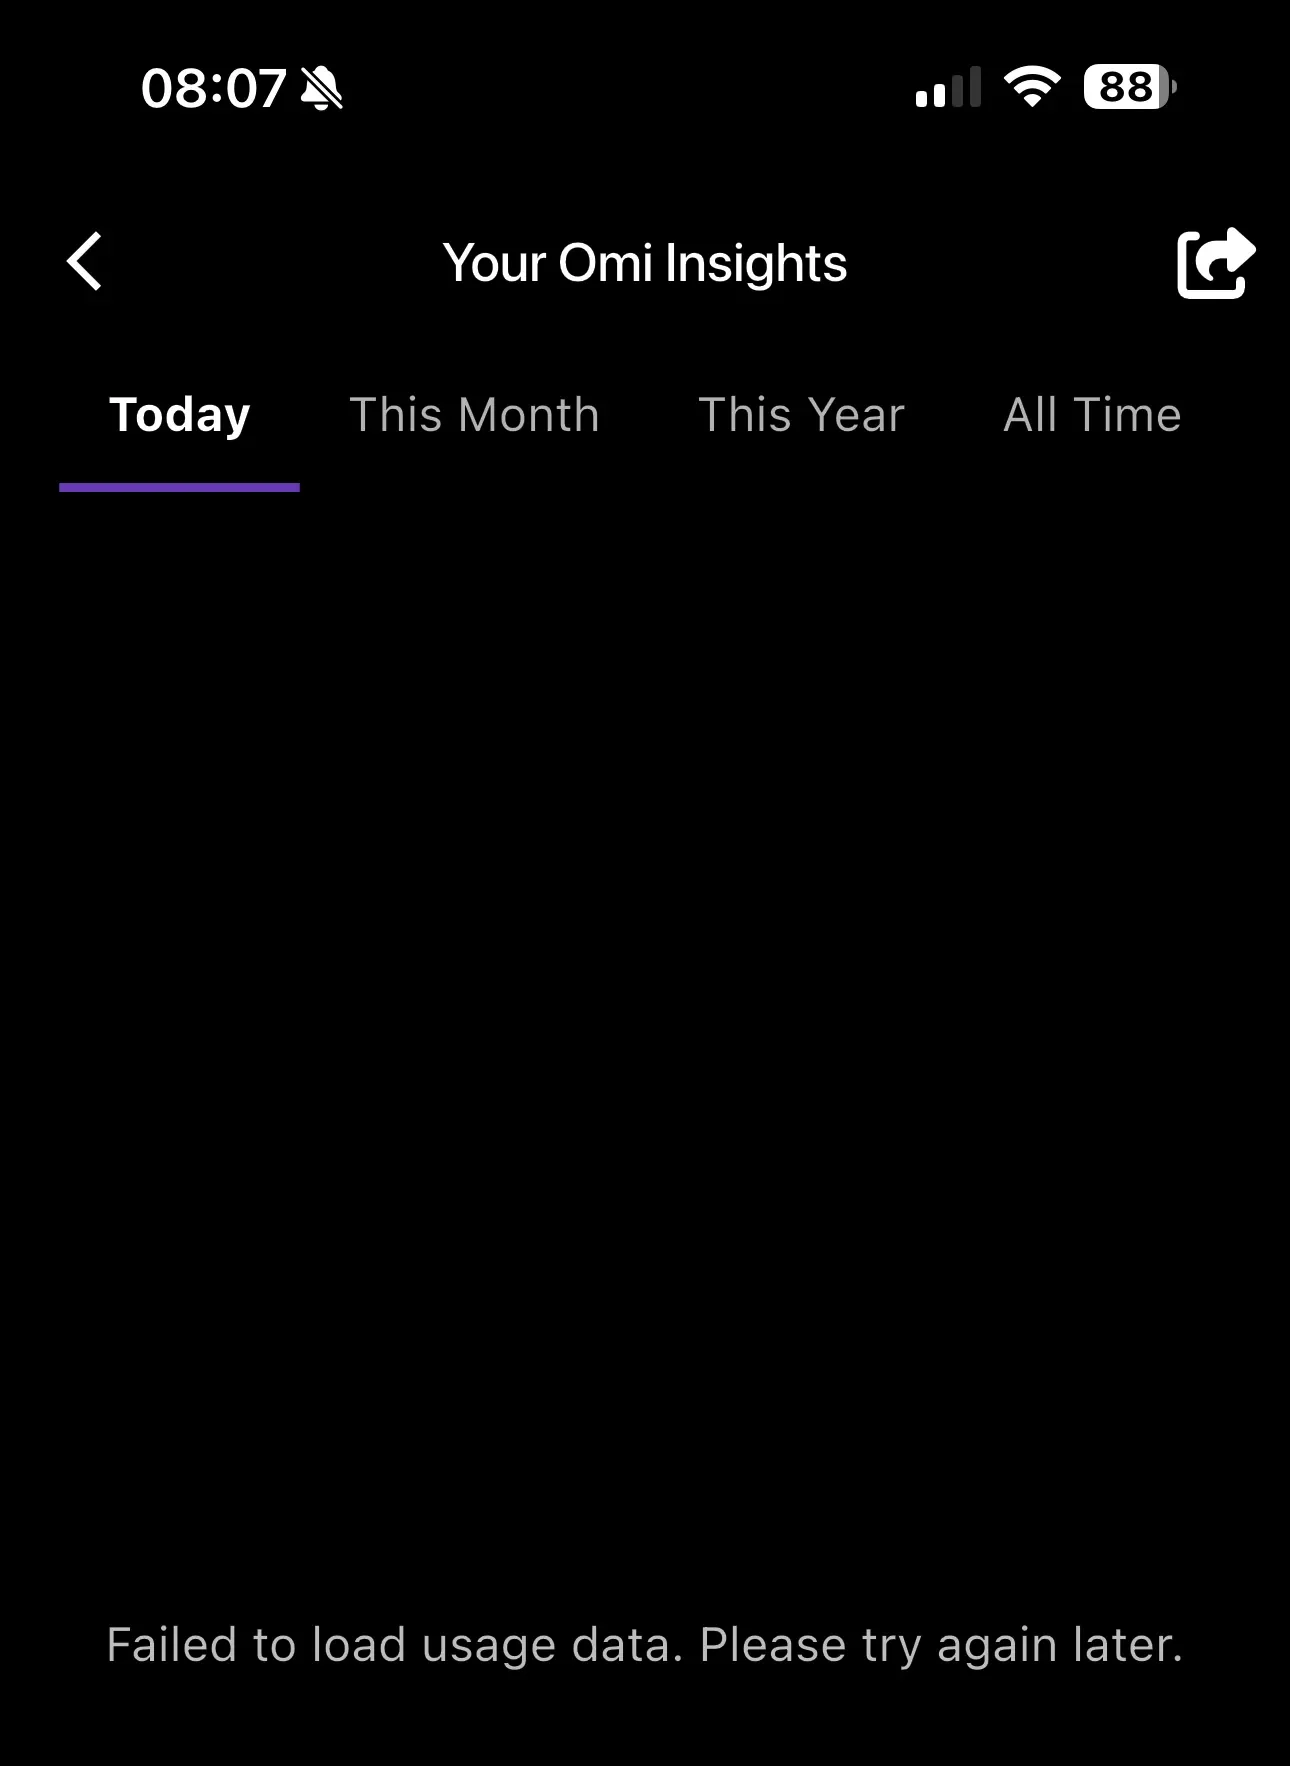 08:07
88
Your Omi Insights
Today This Month This Year All Time
Failed to load usage data. Please try again later.